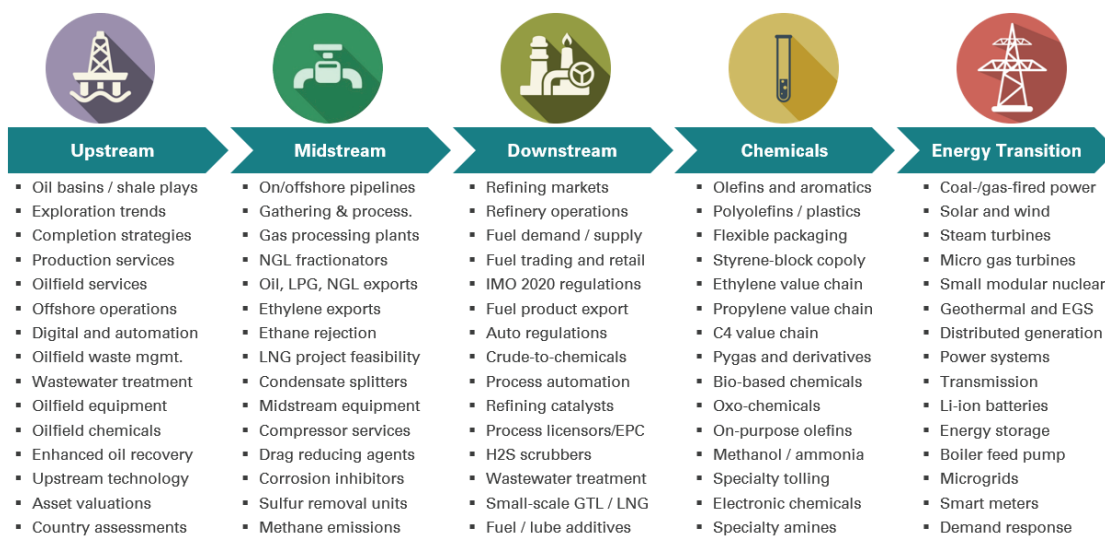 Upstream
▪ Oil basins / shale plays
▪ Exploration trends
▪ Completion strategies
▪ Production services
▪ Oilfield services
▪ Offshore operations
▪ Digital and automation
▪ Oilfield waste mgmt.
▪ Wastewater treatment
▪ Oilfield equipment
▪ Oilfield chemicals
▪ Enhanced oil recovery
▪ Upstream technology
▪ Asset valuations
▪ Country assessments
Midstream
▪ On/offshore pipelines
▪ Gathering & process.
▪ Gas processing plants
▪ NGL fractionators
▪ Oil, LPG, NGL exports
▪ Ethylene exports
▪ Ethane rejection
▪ LNG project feasibility
▪ Condensate splitters
▪ Midstream equipment
▪ Compressor services
▪ Drag reducing agents
▪ Corrosion inhibitors
▪ Sulfur removal units
▪ Methane emissions
Downstream
▪ Refining markets
▪ Refinery operations
▪ Fuel demand / supply
▪ Fuel trading and retail
▪ IMO 2020 regulations
▪ Fuel product export
▪ Auto regulations
▪ Crude-to-chemicals
▪ Process automation
▪ Refining catalysts
▪ Process licensors/EPC
▪ H2S scrubbers
▪ Wastewater treatment
▪ Small-scale GTL / LNG
▪ Fuel / lube additives
Chemicals
▪ Olefins and aromatics
▪ Polyolefins / plastics
▪ Flexible packaging
▪ Styrene-block copoly
▪ Ethylene value chain
▪ Propylene value chain
▪ C4 value chain
▪ Pygas and derivatives
▪ Bio-based chemicals
▪ Oxo-chemicals
▪ On-purpose olefins
▪ Methanol / ammonia
▪ Specialty tolling
▪ Electronic chemicals
▪ Specialty amines
Energy Transition
▪ Coal-/gas-fired power
▪ Solar and wind
▪ Steam turbines
▪ Micro gas turbines
▪ Small modular nuclear
▪ Geothermal and EGS
▪ Distributed generation
▪ Power systems
▪ Transmission
▪ Li-ion batteries
▪ Energy storage
▪ Boiler feed pump
▪ Microgrids
▪ Smart meters
▪ Demand response